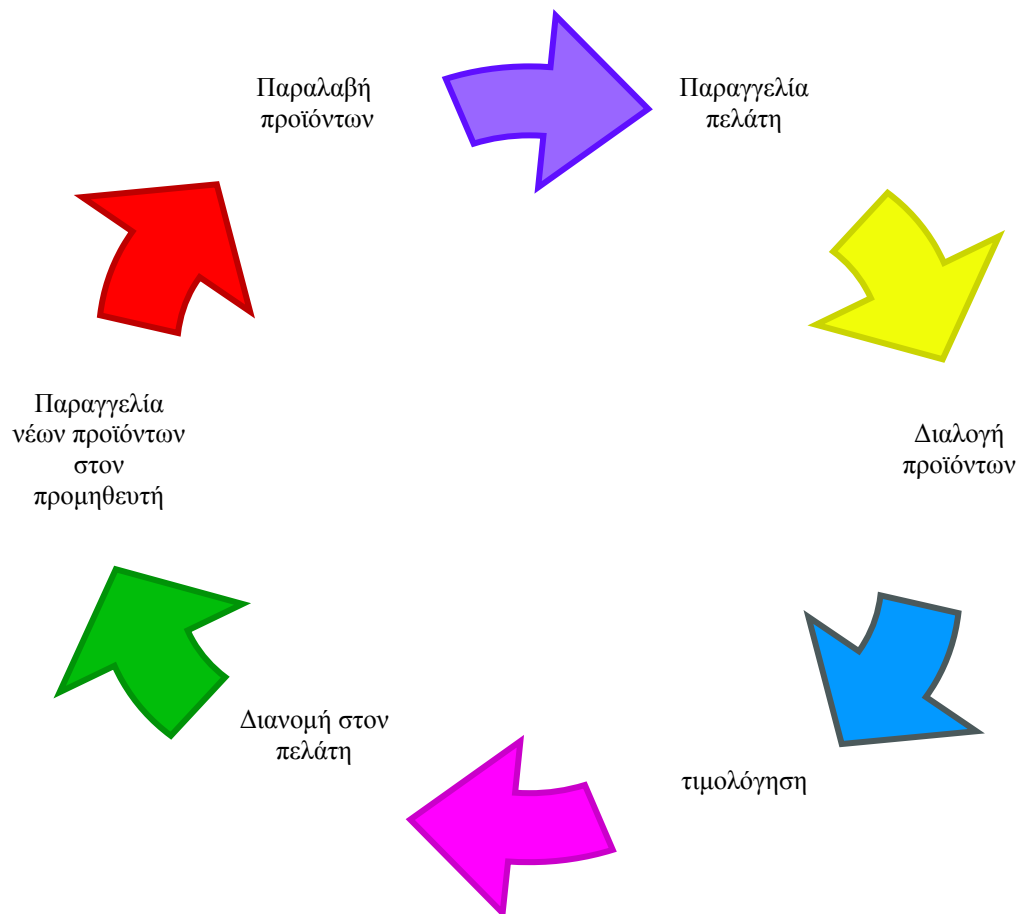 Παραλαβή
προϊόντων
Παραγγελία
πελάτη
Διαλογή
προϊόντων
τιμολόγηση
Διανομή στον
πελάτη
Παραγγελία
νέων προϊόντων
στον
προμηθευτή